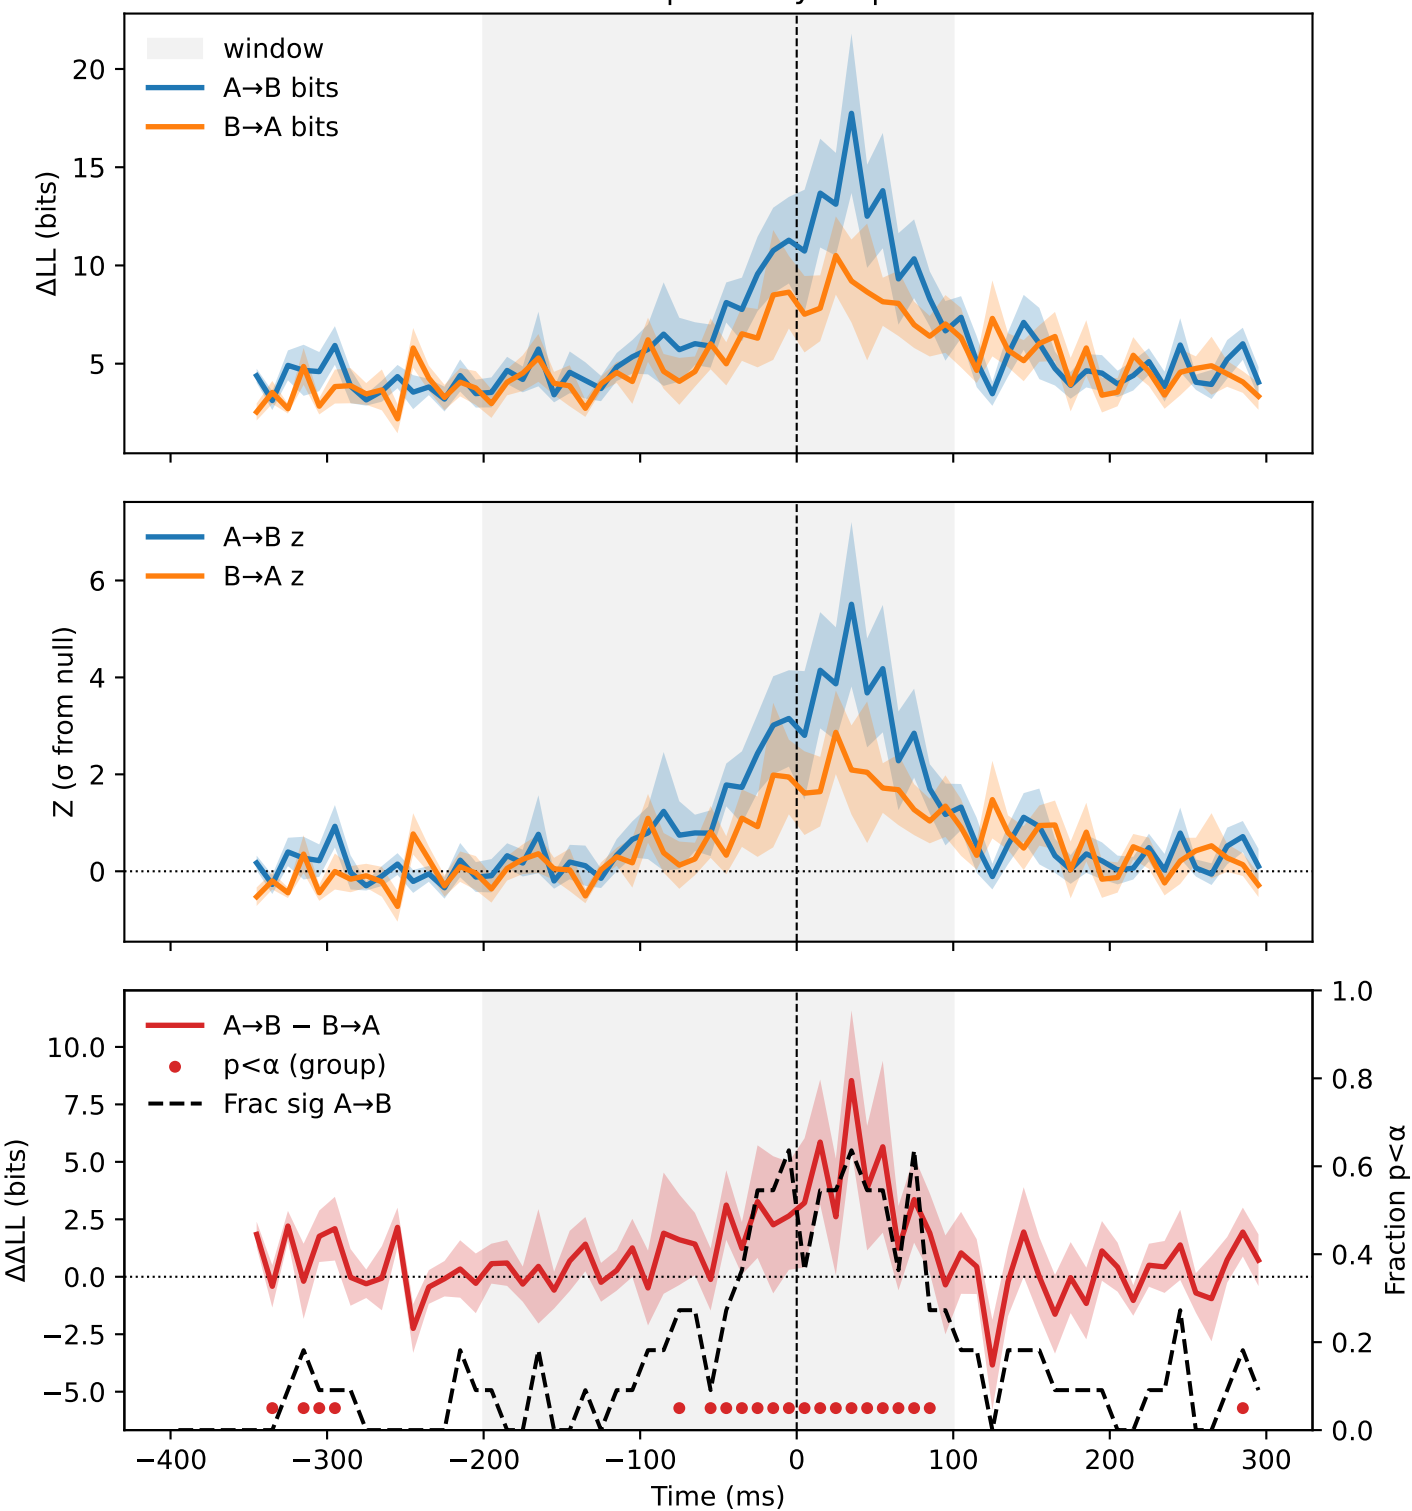 window
A→B bits
B→A bits
20
15
10
5
ΔLL (bits)
A→B z
B→A z
6
4
2
0
Z (σ from null)
A→B − B→A
p<α (group)
Frac sig A→B
10.0
7.5
5.0
2.5
0.0
−2.5
−5.0
ΔΔLL (bits)
1.0
0.8
0.6
0.4
0.2
0.0
Fraction p<α
−400 −300 −200 −100 0 100 200 300
Time (ms)